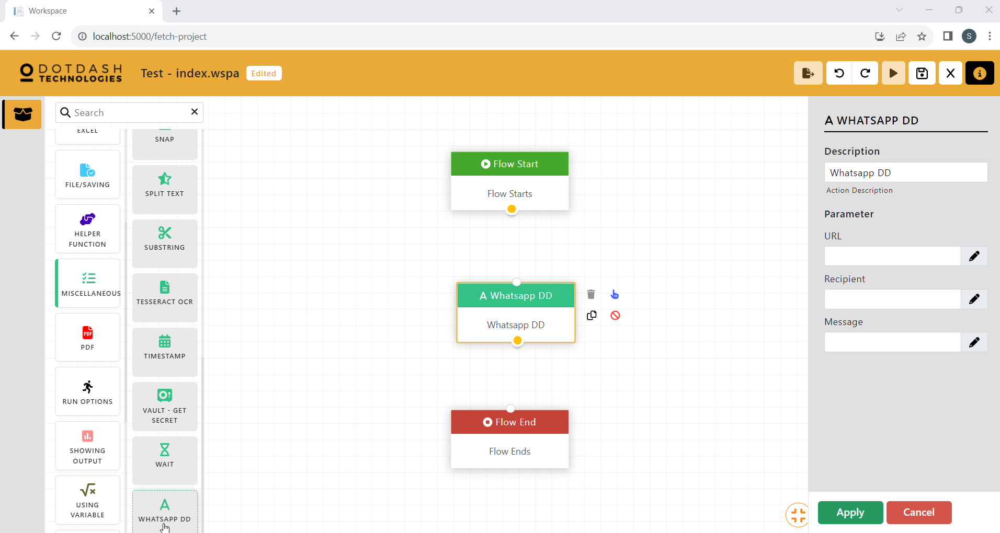 Workspace
localhost:5000/fetch-project
DOTDASH
TECHNOLOGIES
Test - index.wspa
Edited
Search
EXCEL
FILE/SAVING
HELPER
FUNCTION
MISCELLANEOUS
PDF
PDF
RUN OPTIONS
SHOWING
OUTPUT
USING
VARIABLE
SNAP
SPLIT TEXT
SUBSTRING
TESSERACT OCR
TIMESTAMP
VAULT - GET
SECRET
WAIT
WHATSAPP DD
Flow Start
Flow Starts
A Whatsapp DD
Whatsapp DD
Flow End
Flow Ends
S
A WHATSAPP DD
Description
Whatsapp DD
Action Description
Parameter
URL
Recipient
Message
Apply
Cancel